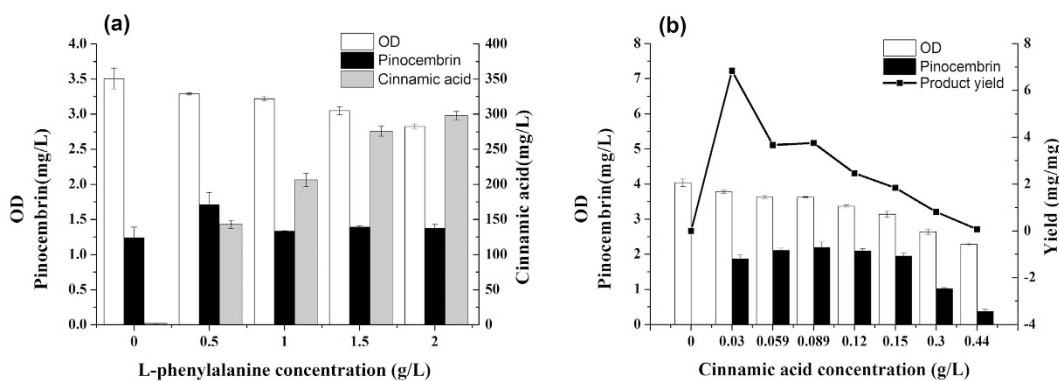 (a)
OD
Pinocembrin
Cinnamic acid
4.0
3.5
3.0
2.5
2.0
1.5
1.0
0.5
0.0
400
350
300
250
200
150
100
50
0
OD
Pinocembrin(mg/L)
Cinnamic acid(mg/L)
0 0.5 1 1.5 2
L-phenylalanine concentration (g/L)
(b)
OD
Pinocembrin
Product yield
8
7
6
5
4
3
2
1
0
8
6
4
2
0
-2
-4
OD
Pinocembrin(mg/L)
Yield (mg/mg)
0 0.03 0.059 0.089 0.12 0.15 0.3 0.44
Cinnamic acid concentration (g/L)